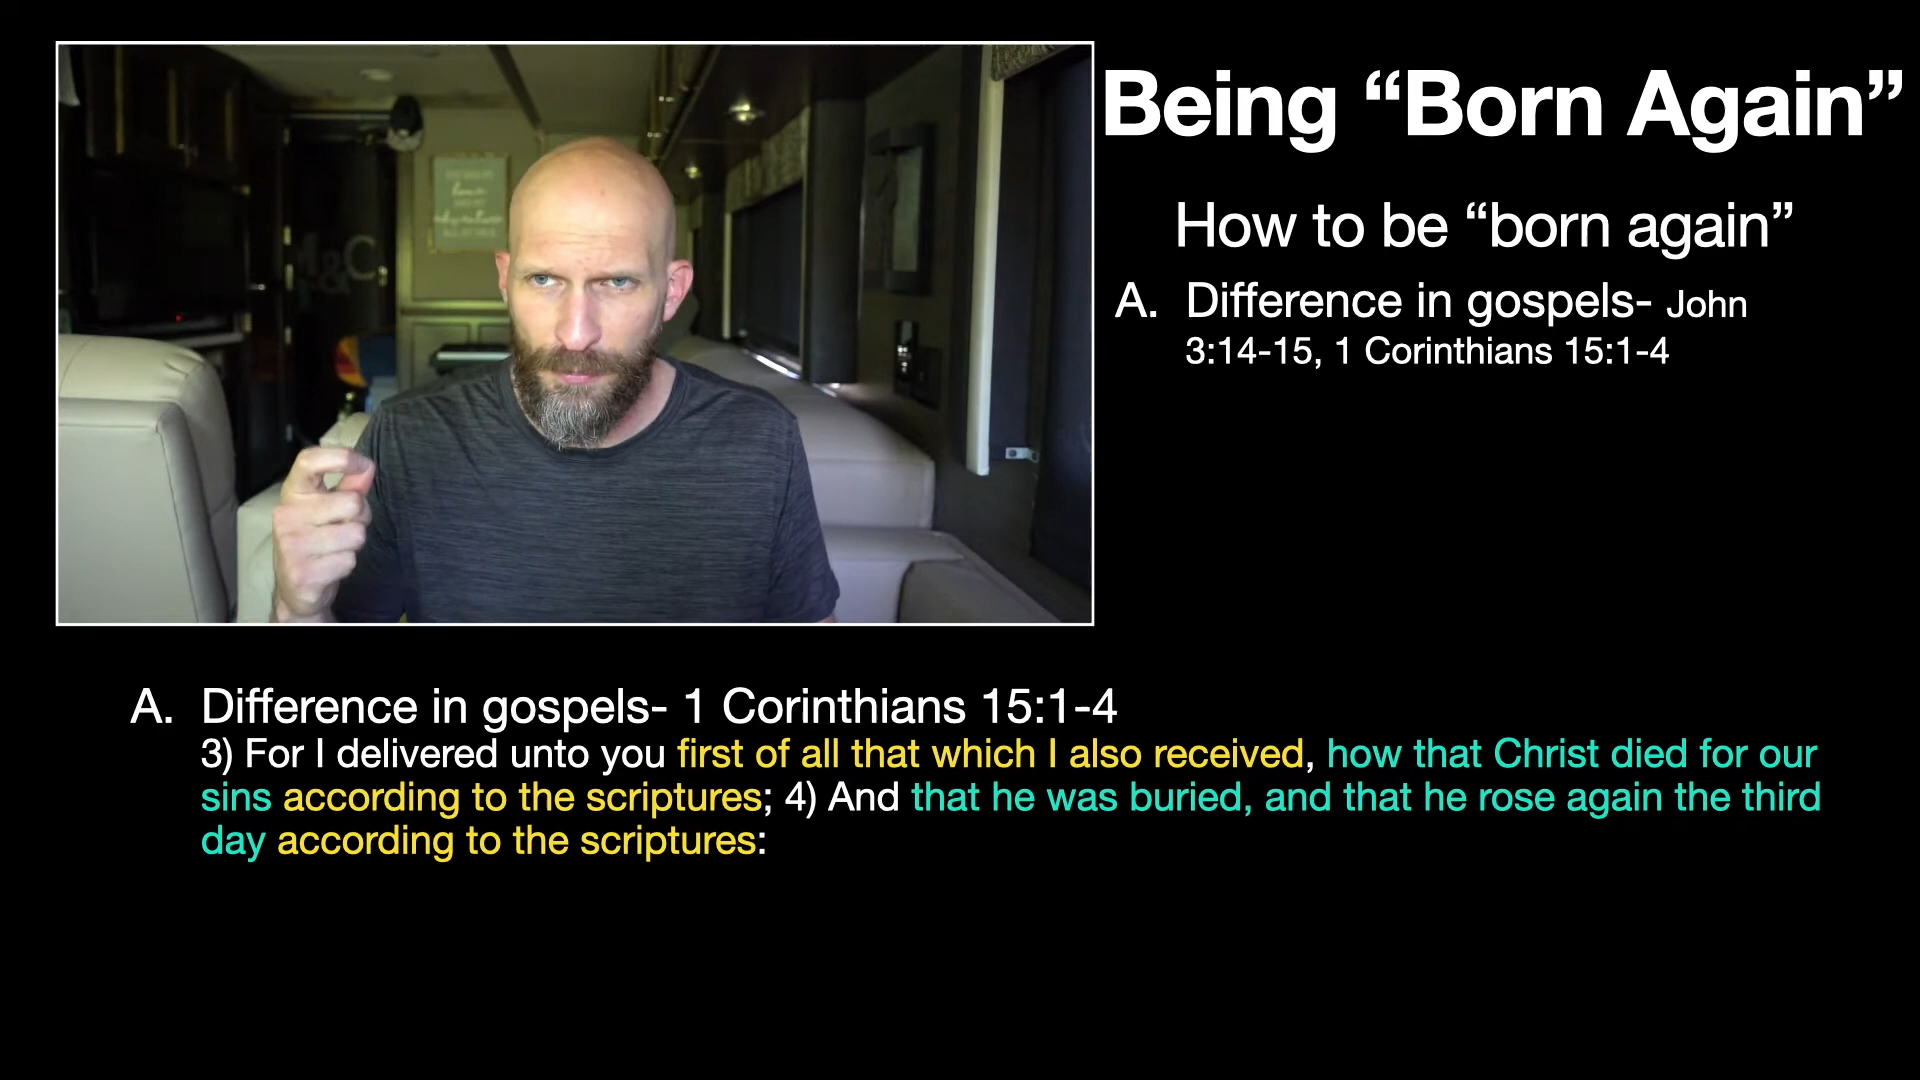 Being “Born Again”
How to be “born again”
A. Difference in gospels- John
3:14-15, 1 Corinthians 15:1-4
M&C
A. Difference in gospels- 1 Corinthians 15:1-4
3) For I delivered unto you first of all that which I also received, how that Christ died for our
sins according to the scriptures; 4) And that he was buried, and that he rose again the third
day according to the scriptures: